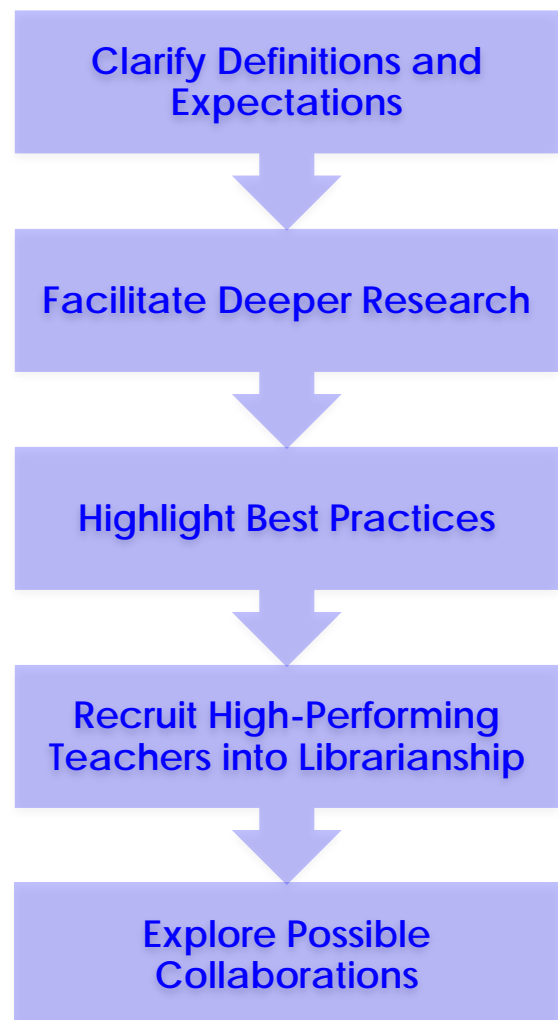 Clarify Definitions and
Expectations
Facilitate Deeper Research
Highlight Best Practices
Recruit High-Performing
Teachers into Librarianship
Explore Possible
Collaborations